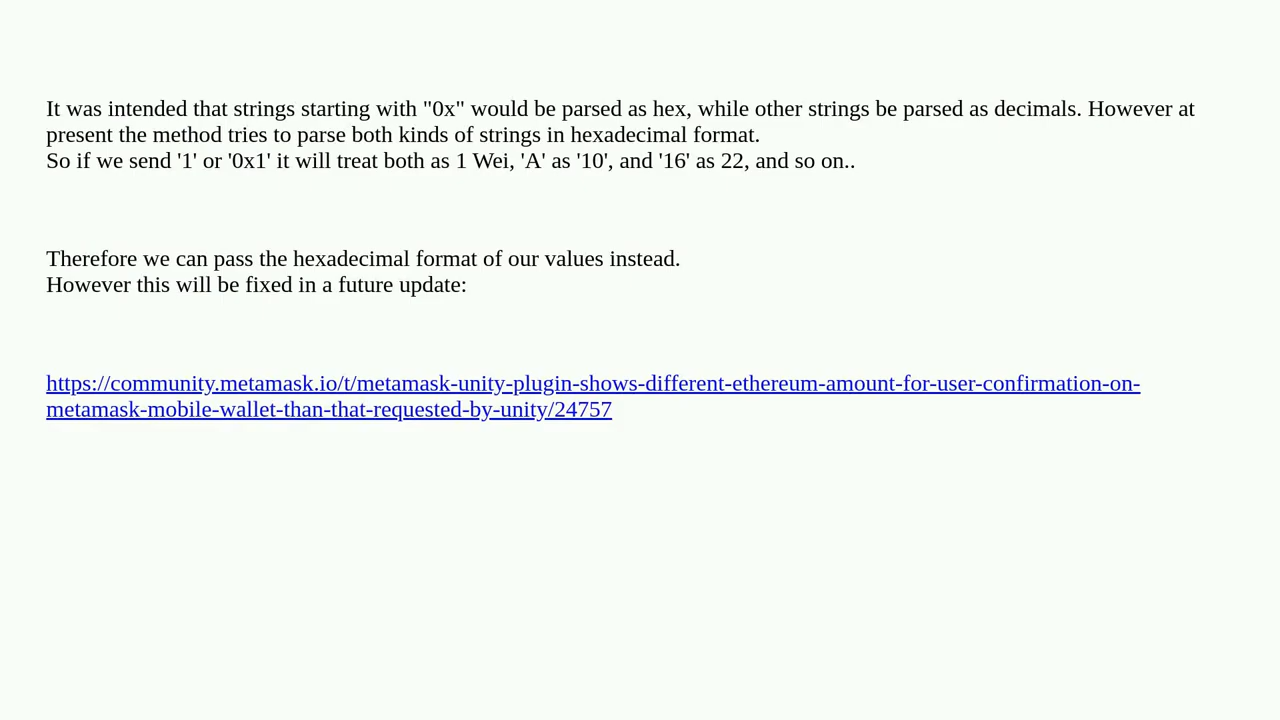 It was intended that strings starting with "0x" would be parsed as hex, while other strings be parsed as decimals. However at
present the method tries to parse both kinds of strings in hexadecimal format.
So if we send '1' or '0x1' it will treat both as 1 Wei, 'A' as '10', and '16' as 22, and so on..
Therefore we can pass the hexadecimal format of our values instead.
However this will be fixed in a future update:
https://community.metamask.io/t/metamask-unity-plugin-shows-different-ethereum-amount-for-user-confirmation-on-
metamask-mobile-wallet-than-that-requested-by-unity/24757